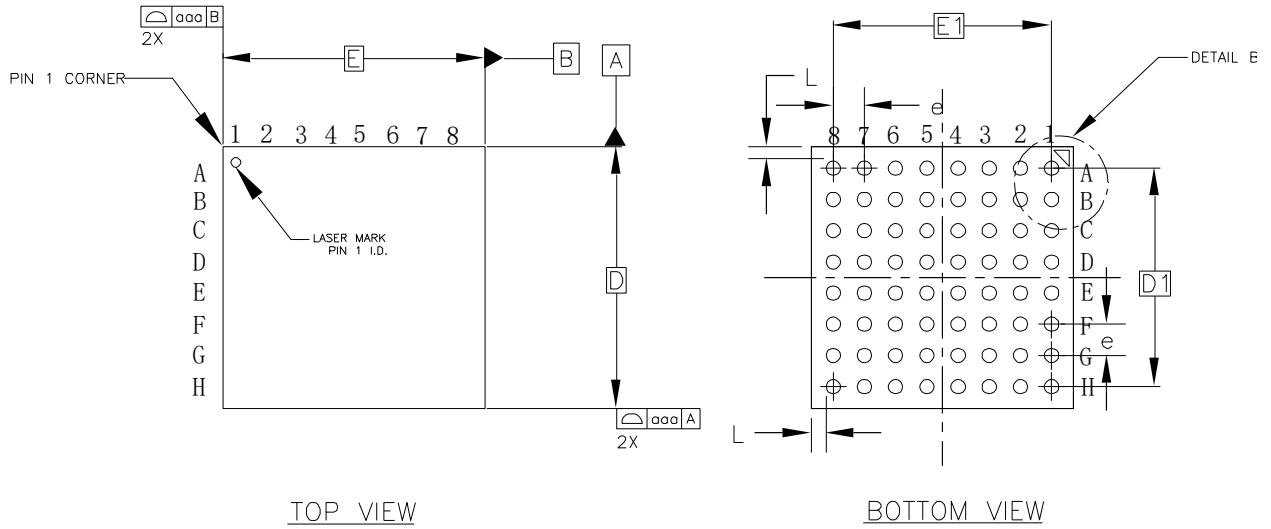 aaa B
2X
E
B
A
PIN 1 CORNER
1 2 3 4 5 6 7 8
A
B
C
D
E
F
G
H
LASER MARK
PIN 1 I.D.
D
aaa A
2X
TOP VIEW
E1
DETAIL B
L
e
8 7 6 5 4 3 2 1
A
B
C
D
E
F
G
H
D1
e
L
BOTTOM VIEW